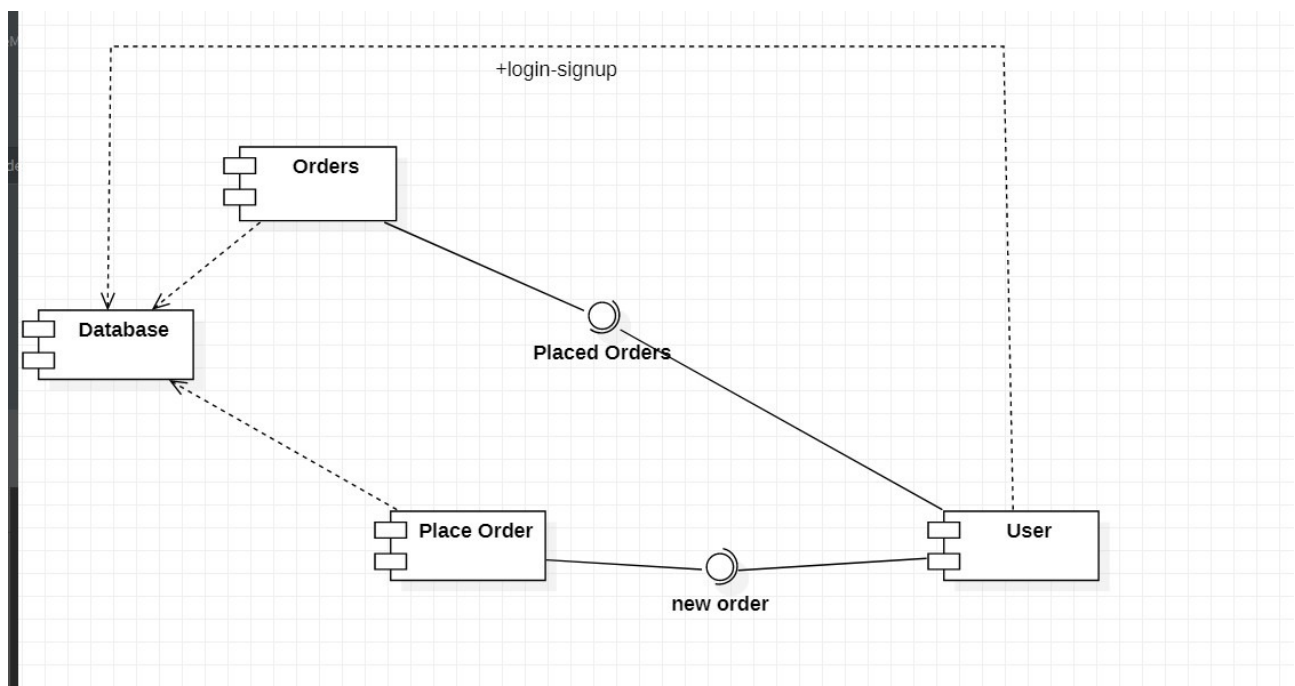 +login-signup
Orders
Database
Placed Orders
Place Order
User
new order